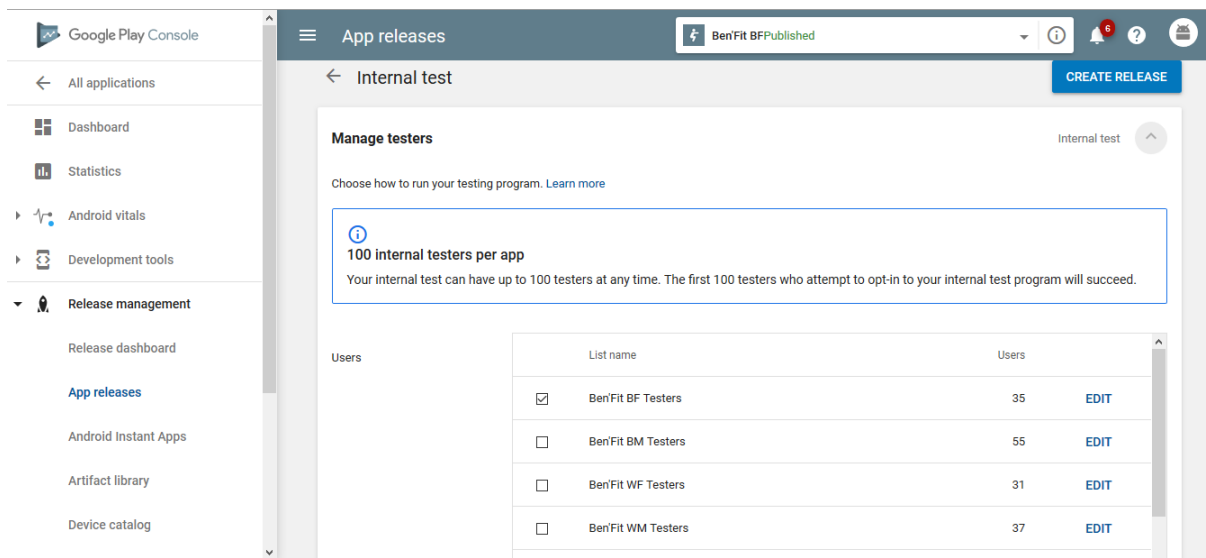 Google Play Console
App releases
Ben'Fit BFPublished
6
All applications
Internal test
CREATE RELEASE
Dashboard
Statistics
Android vitals
Development tools
Release management
Release dashboard
App releases
Android Instant Apps
Artifact library
Device catalog
Manage testers
Internal test
Choose how to run your testing program. Learn more
100 internal testers per app
Your internal test can have up to 100 testers at any time. The first 100 testers who attempt to opt-in to your internal test program will succeed.
Users
List name Users
Ben'Fit BF Testers 35 EDIT
Ben'Fit BM Testers 55 EDIT
Ben'Fit WF Testers 31 EDIT
Ben'Fit WM Testers 37 EDIT